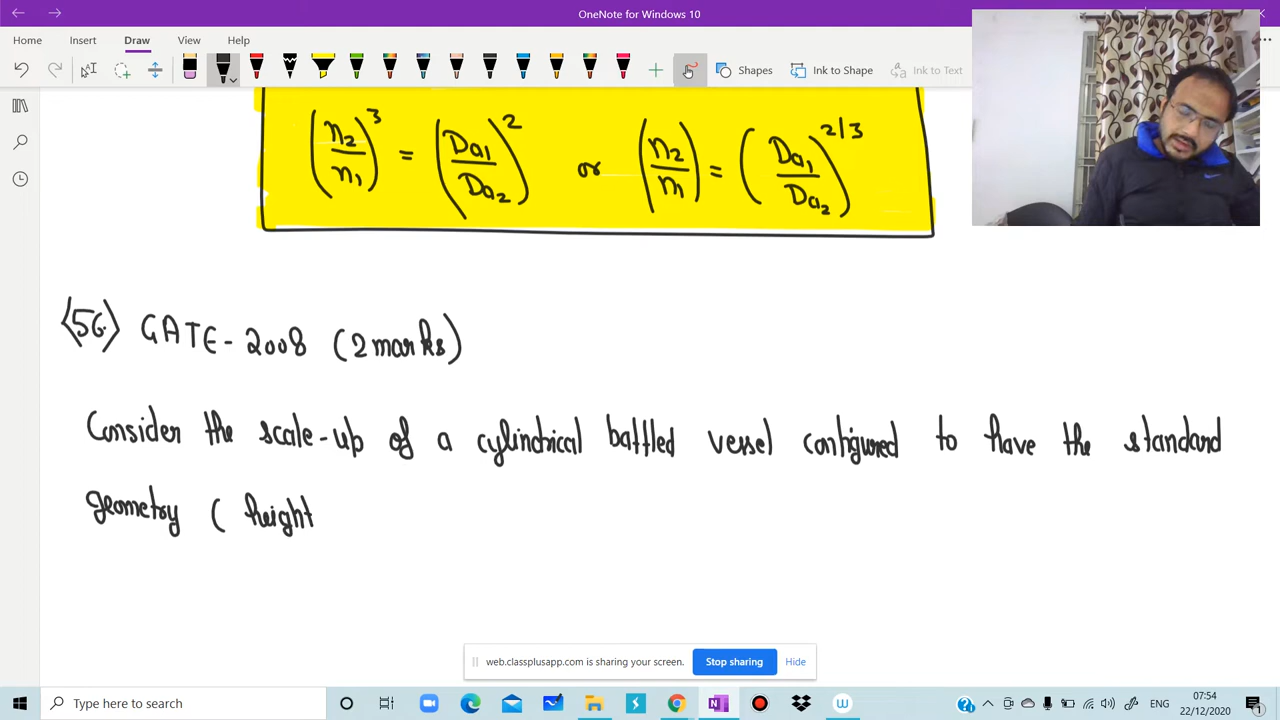 OneNote for Windows 10
Home Insert Draw View Help
Shapes Ink to Shape Ink to Text
(n2/n1)^3 = (Da1/Da2)^2 or (n2/n1) = (Da1/Da2)^2/3
<56> GATE-2008 (2 marks)
Consider the scale-up of a cylindrical baffled vessel configured to have the standard
geometry ( height
web.classplusapp.com is sharing your screen. Stop sharing Hide
Type here to search
ENG
07:54
22/12/2020